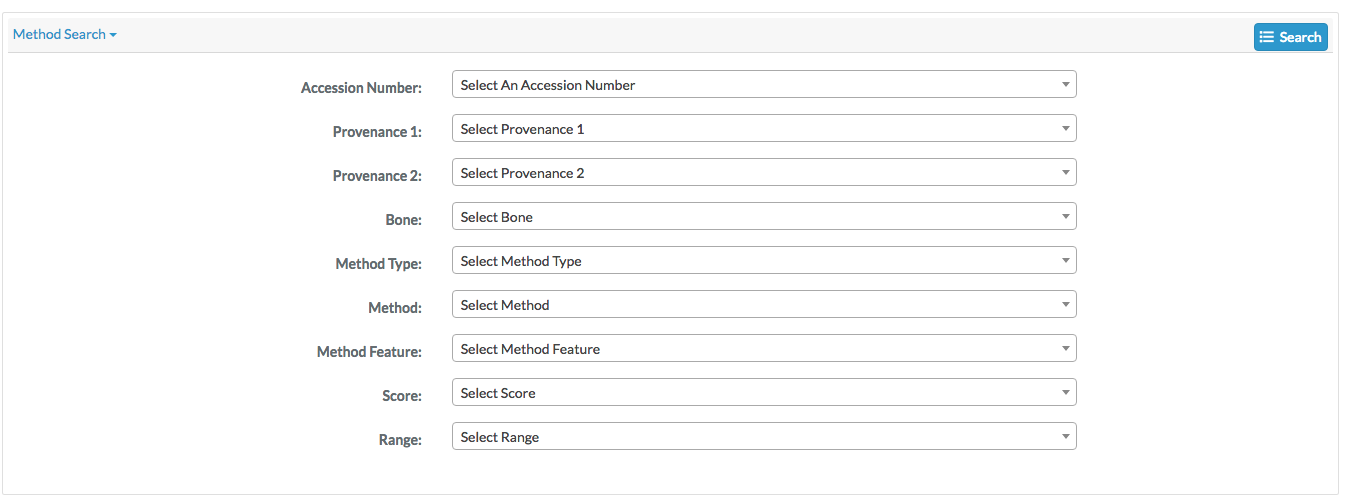 Method Search
Search
Accession Number: Select An Accession Number
Provenance 1: Select Provenance 1
Provenance 2: Select Provenance 2
Bone: Select Bone
Method Type: Select Method Type
Method: Select Method
Method Feature: Select Method Feature
Score: Select Score
Range: Select Range